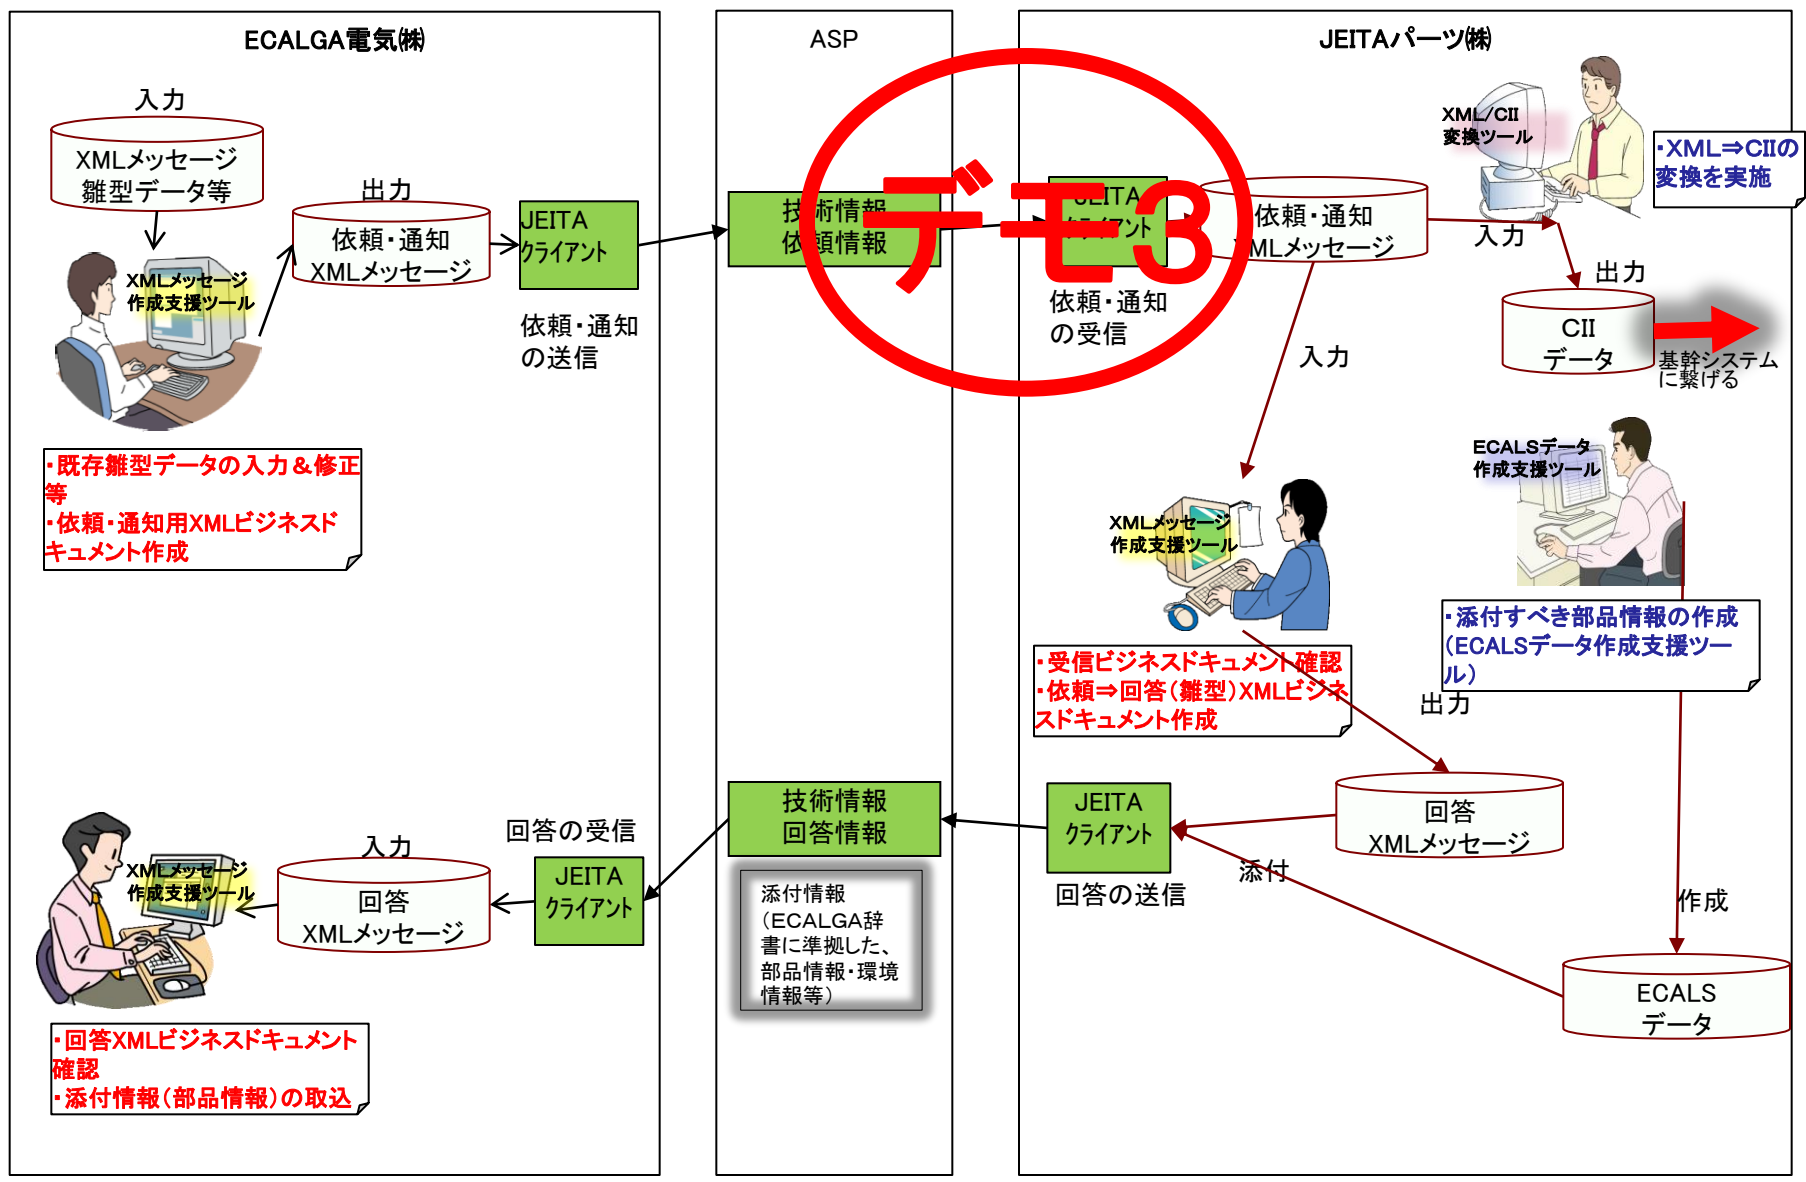 ECALGA電気㈱
入力
XMLメッセージ
雛型データ等
XMLメッセージ
作成支援ツール
出力
依頼・通知
XMLメッセージ
JEITA
クライアント
依頼・通知
の送信
・既存雛型データの入力&修正
等
・依頼・通知用XMLビジネスド
キュメント作成
ASP
技術情報
依頼情報
デモ3
JEITAパーツ㈱
JEITA
クライアント
依頼・通知
の受信
依頼・通知
XMLメッセージ
XML/CII
変換ツール
・XML⇒CIIの
変換を実施
入力
出力
CII
データ
基幹システム
に繋げる
入力
XMLメッセージ
作成支援ツール
ECALSデータ
作成支援ツール
・添付すべき部品情報の作成
(ECALSデータ作成支援ツー
ル)
・受信ビジネスドキュメント確認
・依頼⇒回答(雛型)XMLビジネ
スドキュメント作成
出力
回答
XMLメッセージ
作成
ECALS
データ
添付
JEITA
クライアント
回答の送信
技術情報
回答情報
添付情報
(ECALGA辞
書に準拠した、
部品情報・環境
情報等)
回答の受信
JEITA
クライアント
入力
回答
XMLメッセージ
XMLメッセージ
作成支援ツール
・回答XMLビジネスドキュメント
確認
・添付情報(部品情報)の取込